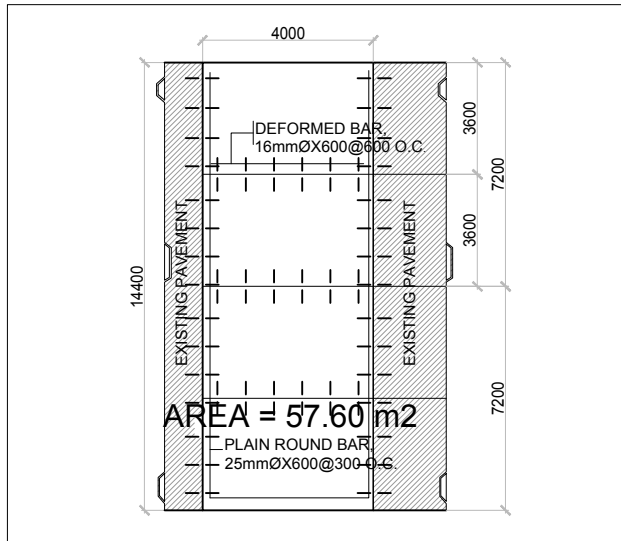 4000
DEFORMED BAR,
16mmØX600@600 O.C.
3600
7200
3600
EXISTING PAVEMENT
EXISTING PAVEMENT
14400
7200
AREA = 57.60 m2
PLAIN ROUND BAR,
25mmØX600@300 O.C.